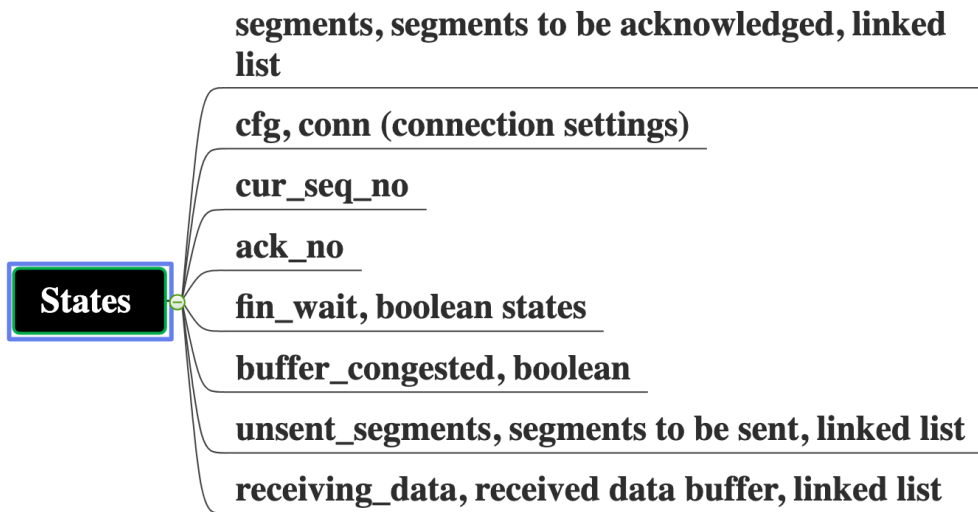 segments, segments to be acknowledged, linked
list
cfg, conn (connection settings)
cur_seq_no
ack_no
States
fin_wait, boolean states
buffer_congested, boolean
unsent_segments, segments to be sent, linked list
receiving_data, received data buffer, linked list